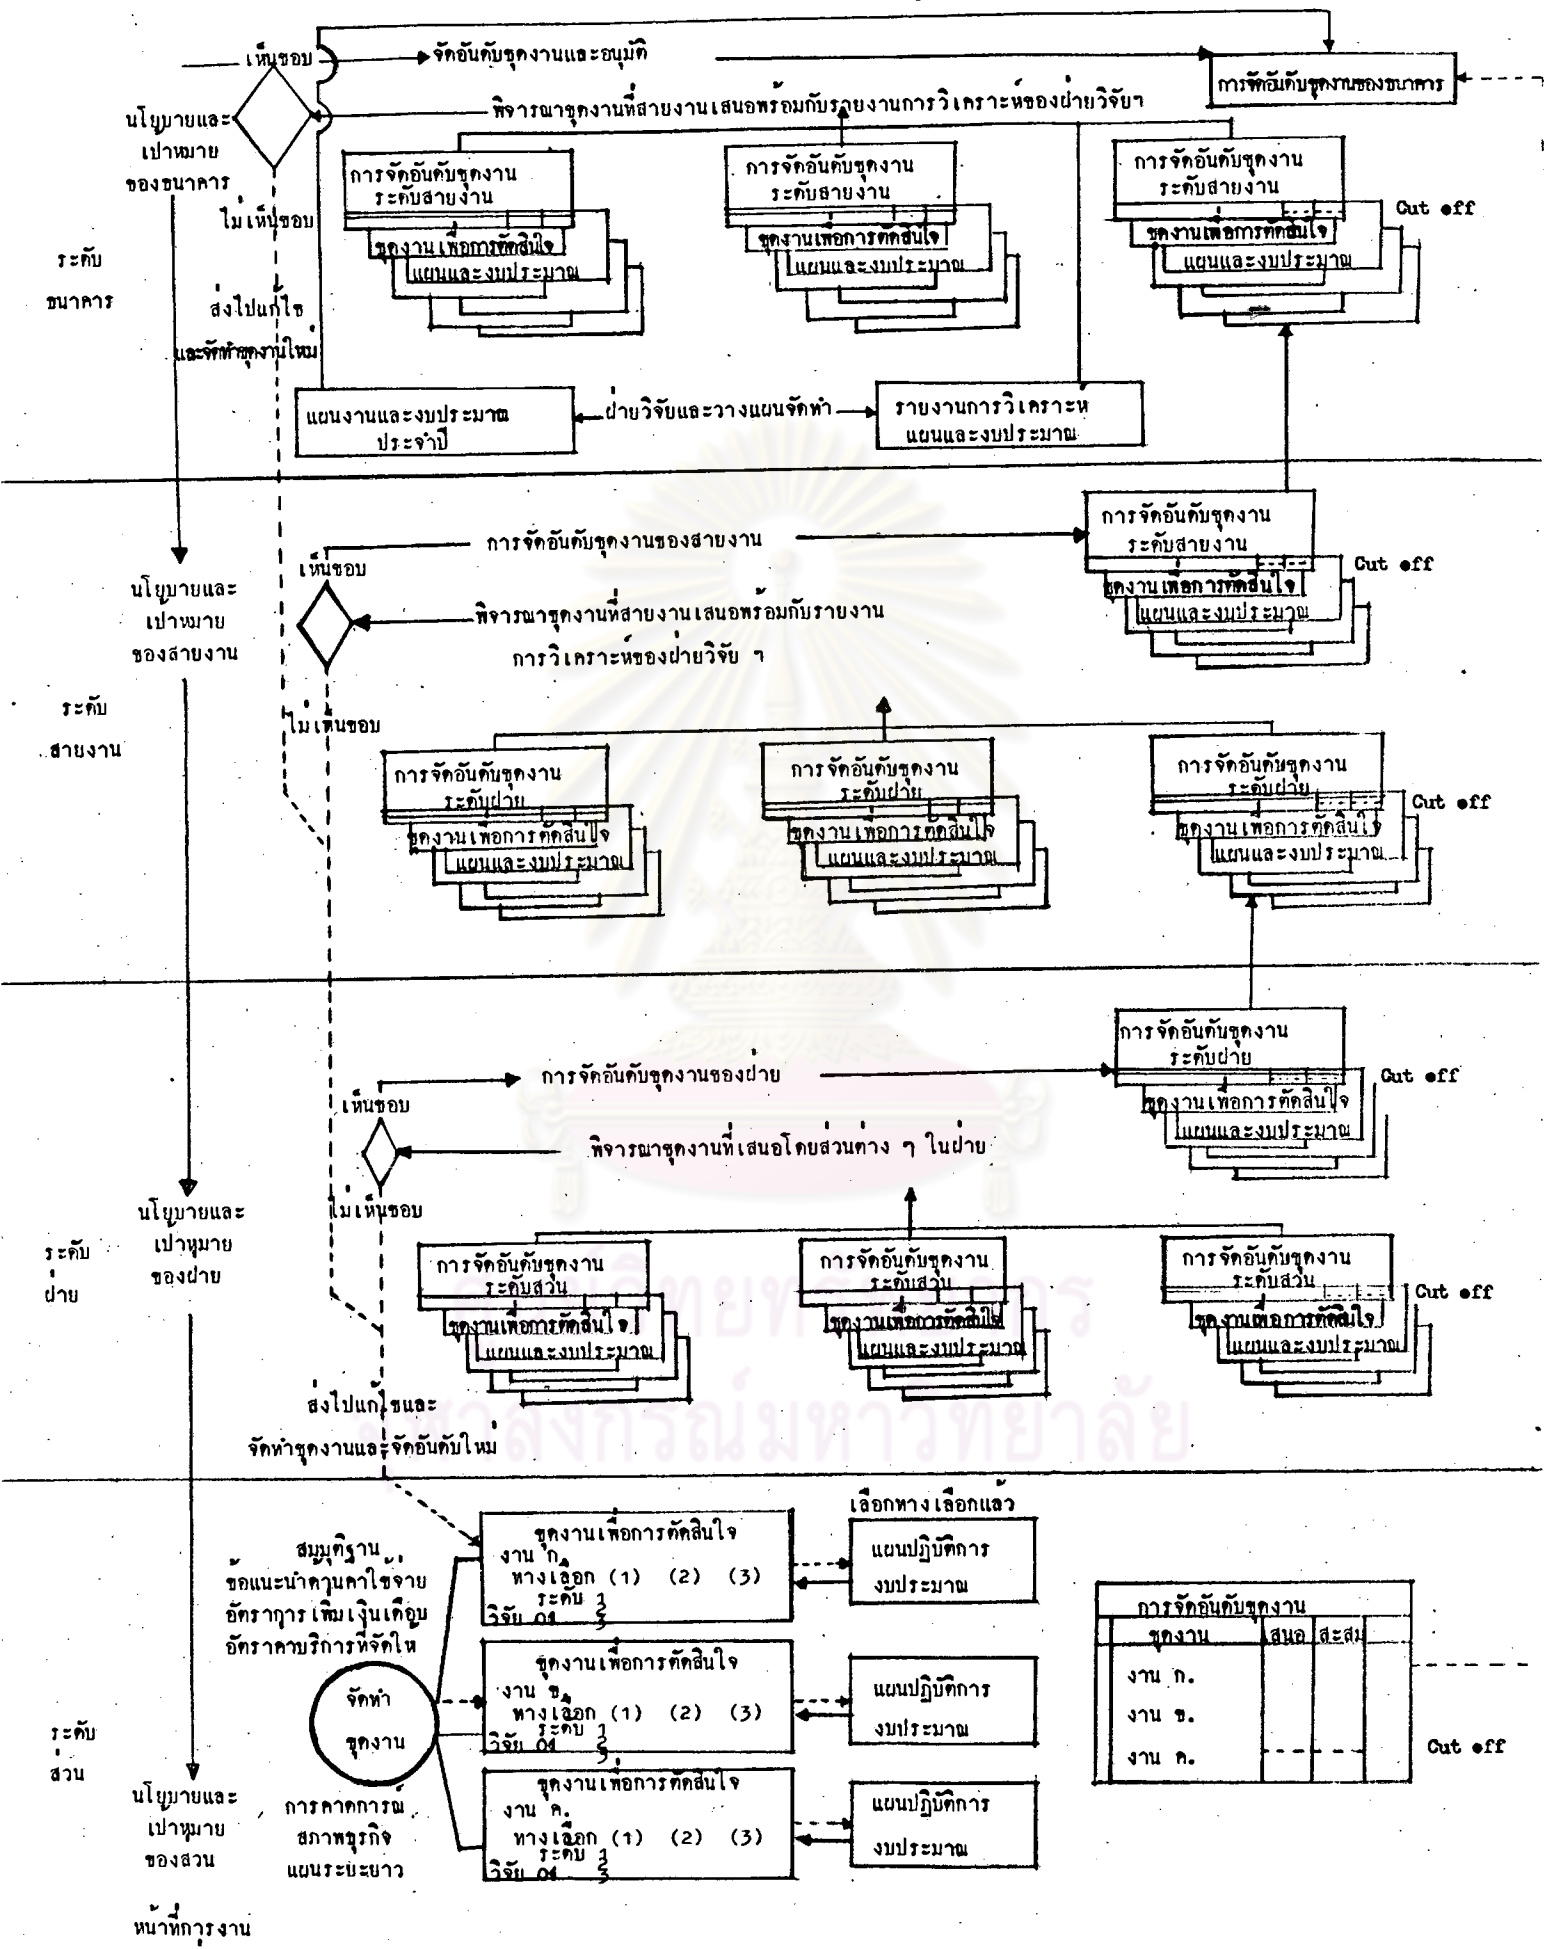 เห็นชอบ
จัดอันดับชุดงานและอนุมัติ
การจัดอันดับชุดงานของธนาคาร
พิจารณาชุดงานที่สายงานเสนอพร้อมกับรายงานการวิเคราะห์ของฝ่ายวิจัยฯ
นโยบายและ
เป้าหมาย
ของธนาคาร
ไม่เห็นชอบ
ระดับ
ธนาคาร
ส่งไปแก้ไข
และจัดทำชุดงานใหม่
การจัดอันดับชุดงาน
ระดับสายงาน
ชุดงานเพื่อการตัดสินใจ
แผนและงบประมาณ
การจัดอันดับชุดงาน
ระดับสายงาน
ชุดงานเพื่อการตัดสินใจ
แผนและงบประมาณ
การจัดอันดับชุดงาน
ระดับสายงาน
Cut off
ชุดงานเพื่อการตัดสินใจ
แผนและงบประมาณ
แผนงานและงบประมาณ
ประจำปี
ฝ่ายวิจัยและวางแผนจัดทำ
รายงานการวิเคราะห์
แผนและงบประมาณ
การจัดอันดับชุดงานของสายงาน
การจัดอันดับชุดงาน
ระดับสายงาน
Cut off
ชุดงานเพื่อการตัดสินใจ
แผนและงบประมาณ
เห็นชอบ
นโยบายและ
เป้าหมาย
ของสายงาน
พิจารณาชุดงานที่สายงานเสนอพร้อมกับรายงาน
การวิเคราะห์ของฝ่ายวิจัย ๆ
ระดับ
สายงาน
ไม่เห็นชอบ
การจัดอันดับชุดงาน
ระดับฝ่าย
ชุดงานเพื่อการตัดสินใจ
แผนและงบประมาณ
การจัดอันดับชุดงาน
ระดับฝ่าย
ชุดงานเพื่อการตัดสินใจ
แผนและงบประมาณ
การจัดอันดับชุดงาน
ระดับฝ่าย
Cut off
ชุดงานเพื่อการตัดสินใจ
แผนและงบประมาณ
การจัดอันดับชุดงานของฝ่าย
การจัดอันดับชุดงาน
ระดับฝ่าย
Cut off
ชุดงานเพื่อการตัดสินใจ
แผนและงบประมาณ
เห็นชอบ
พิจารณาชุดงานที่เสนอโดยส่วนต่าง ๆ ในฝ่าย
ไม่เห็นชอบ
นโยบายและ
เป้าหมาย
ของฝ่าย
ระดับ
ฝ่าย
การจัดอันดับชุดงาน
ระดับส่วน
ชุดงานเพื่อการตัดสินใจ
แผนและงบประมาณ
การจัดอันดับชุดงาน
ระดับส่วน
ชุดงานเพื่อการตัดสินใจ
แผนและงบประมาณ
การจัดอันดับชุดงาน
ระดับส่วน
Cut off
ชุดงานเพื่อการตัดสินใจ
แผนและงบประมาณ
ส่งไปแก้ไขและ
จัดทำชุดงานและจัดอันดับใหม่
จุฬาลงกรณ์มหาวิทยาลัย
สมมุติฐาน
ข้อแนะนำด้านค่าใช้จ่าย
อัตราการเพิ่มเงินเดือน
อัตราค่าบริการที่จัดให้
จัดทำ
ชุดงาน
ระดับ
ส่วน
นโยบายและ
เป้าหมาย
ของส่วน
หน้าที่การงาน
การคาดการณ์
สภาพธุรกิจ
แผนระยะยาว
ชุดงานเพื่อการตัดสินใจ
งาน ก
ทางเลือก (1) (2) (3)
ระดับ 1
วิจัย 01 3
เลือกทางเลือกแล้ว
แผนปฏิบัติการ
งบประมาณ
ชุดงานเพื่อการตัดสินใจ
งาน ข.
ทางเลือก (1) (2) (3)
ระดับ 1
วิจัย 01 3
แผนปฏิบัติการ
งบประมาณ
ชุดงานเพื่อการตัดสินใจ
งาน ค.
ทางเลือก (1) (2) (3)
ระดับ 1
วิจัย 01 3
แผนปฏิบัติการ
งบประมาณ
การจัดอันดับชุดงาน
ชุดงาน เสนอ สะสม
งาน ก.
งาน ข.
งาน ค.
Cut off